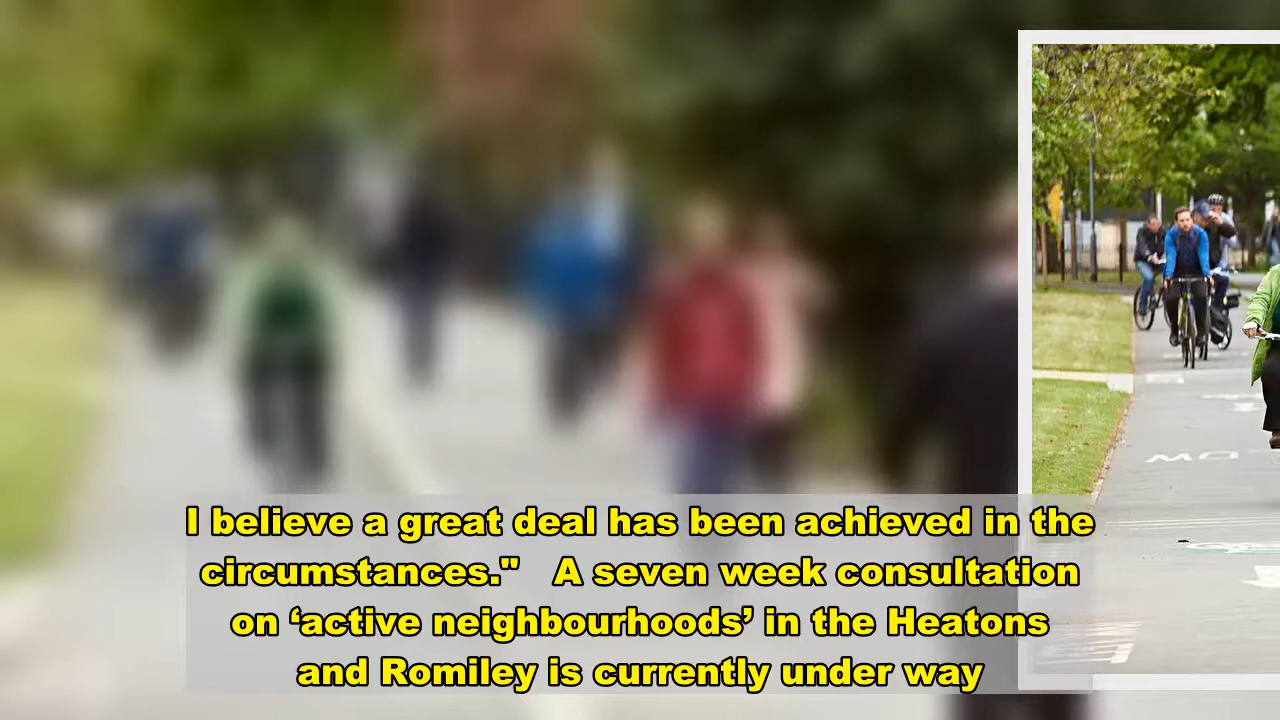 I believe a great deal has been achieved in the
circumstances."   A seven week consultation
on ‘active neighbourhoods’ in the Heatons
and Romiley is currently under way